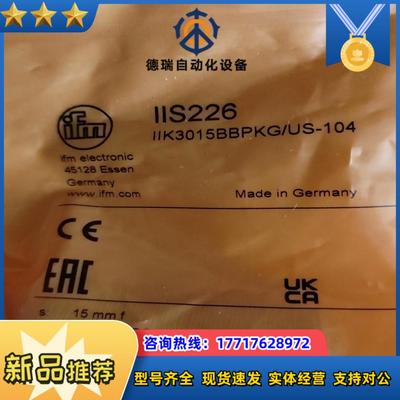 德瑞自动化设备
ifm
IIS226
IIK3015BBPKG/US-104
ifm electronic
45128 Essen
Germany
www.ifm.com
Made in Germany
CE
EAC
UK
CA
s 15 mm f
咨询热线：17717628972
新品推荐
型号齐全 现货速发 实体经营 支持对公